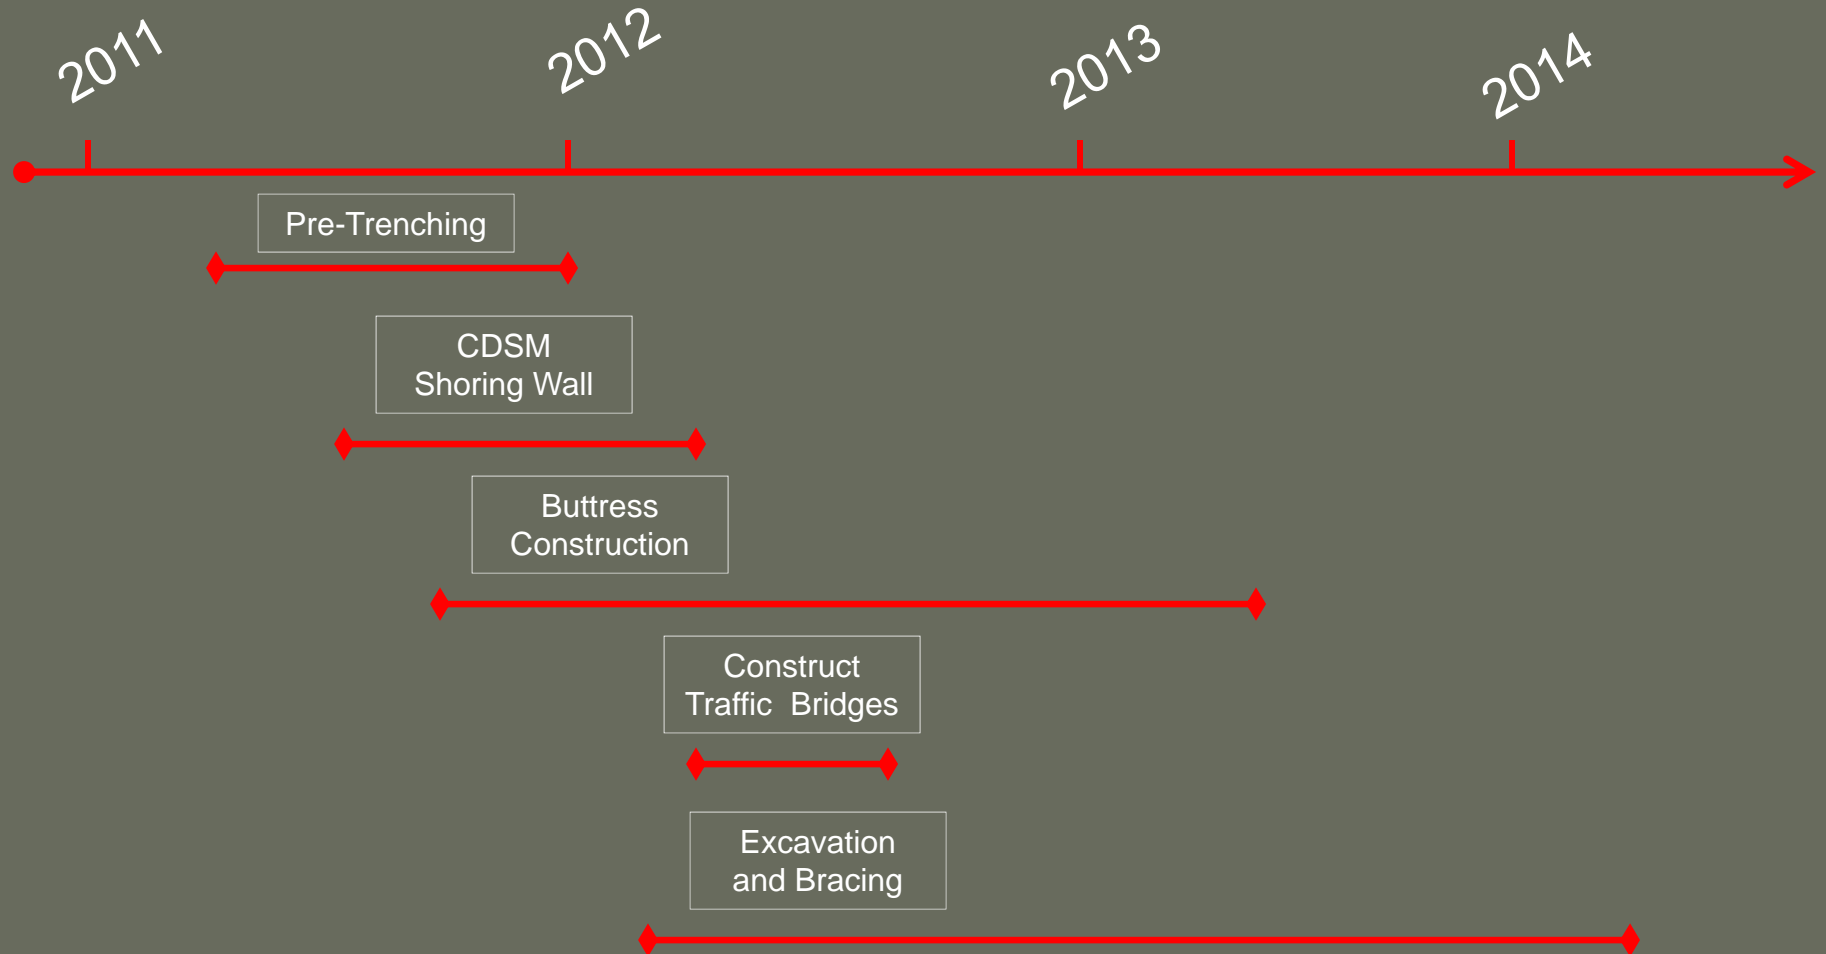 2011
2012
2013
2014
Pre-Trenching
CDSM
Shoring Wall
Buttress
Construction
Construct
Traffic  Bridges
Excavation
and Bracing